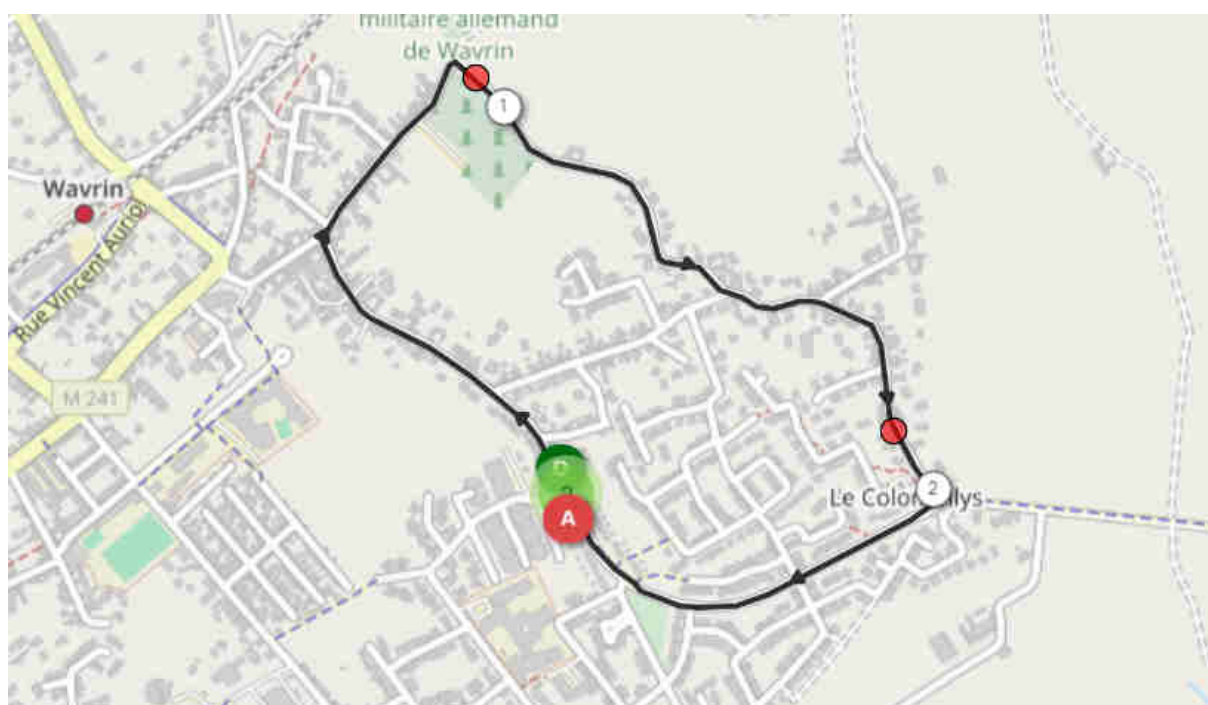 militaire allemand
de Wavrin
1
Wavrin
Rue Vincent Auriol
M 241
D
A
2